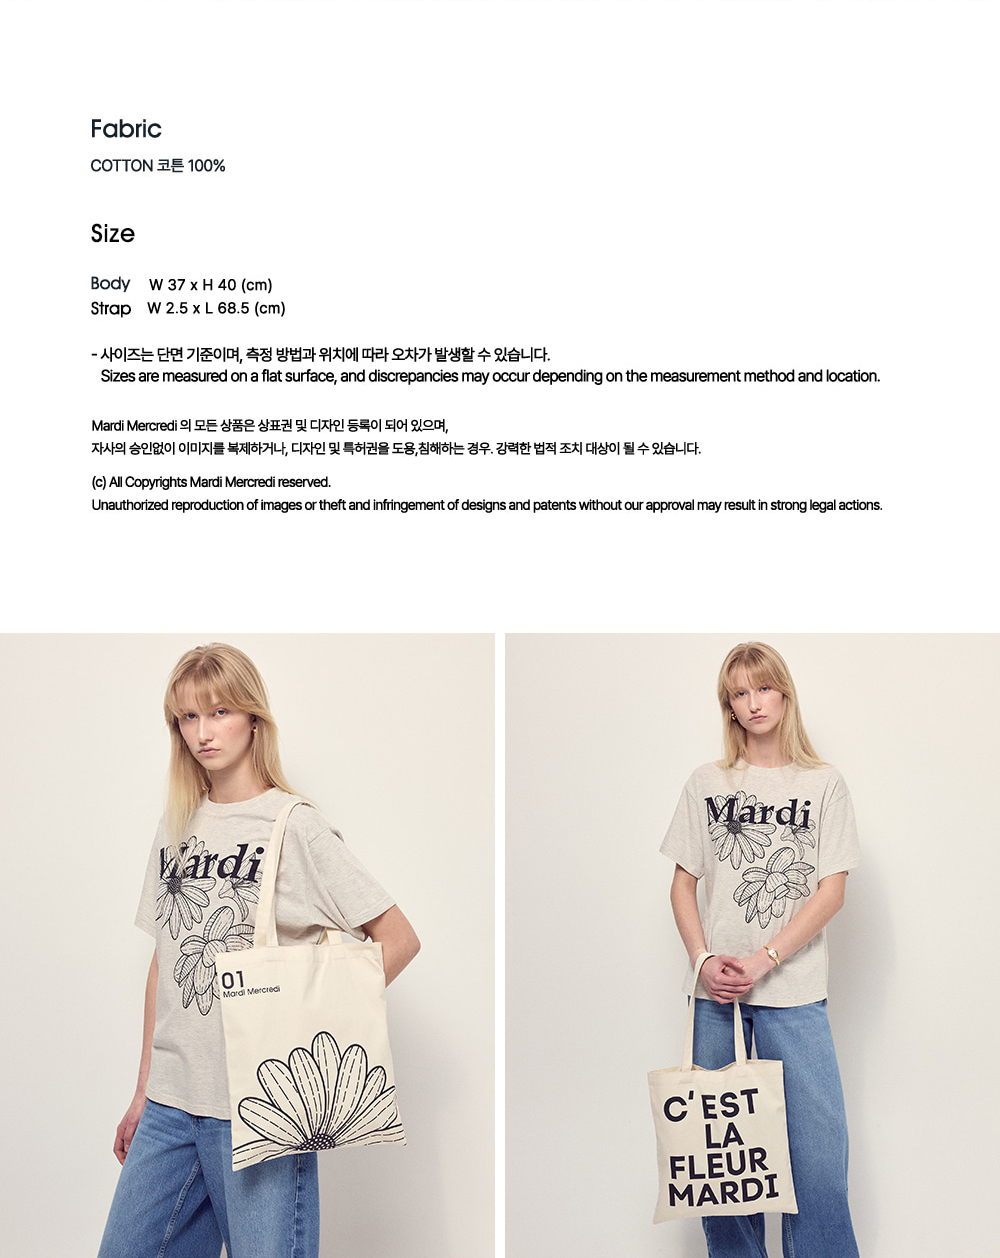 Fabric
COTTON 코튼 100%
Size
Body W 37 x H 40 (cm)
Strap W 2.5 x L 68.5 (cm)
- 사이즈는 단면 기준이며, 측정 방법과 위치에 따라 오차가 발생할 수 있습니다.
Sizes are measured on a flat surface, and discrepancies may occur depending on the measurement method and location.
Mardi Mercredi 의 모든 상품은 상표권 및 디자인 등록이 되어 있으며,
자사의 승인없이 이미지를 복제하거나, 디자인 및 특허권을 도용,침해하는 경우. 강력한 법적 조치 대상이 될 수 있습니다.
(c) All Copyrights Mardi Mercredi reserved.
Unauthorized reproduction of images or theft and infringement of designs and patents without our approval may result in strong legal actions.
Mardi
01
Mardi Mercredi
Mardi
C'EST
LA
FLEUR
MARDI